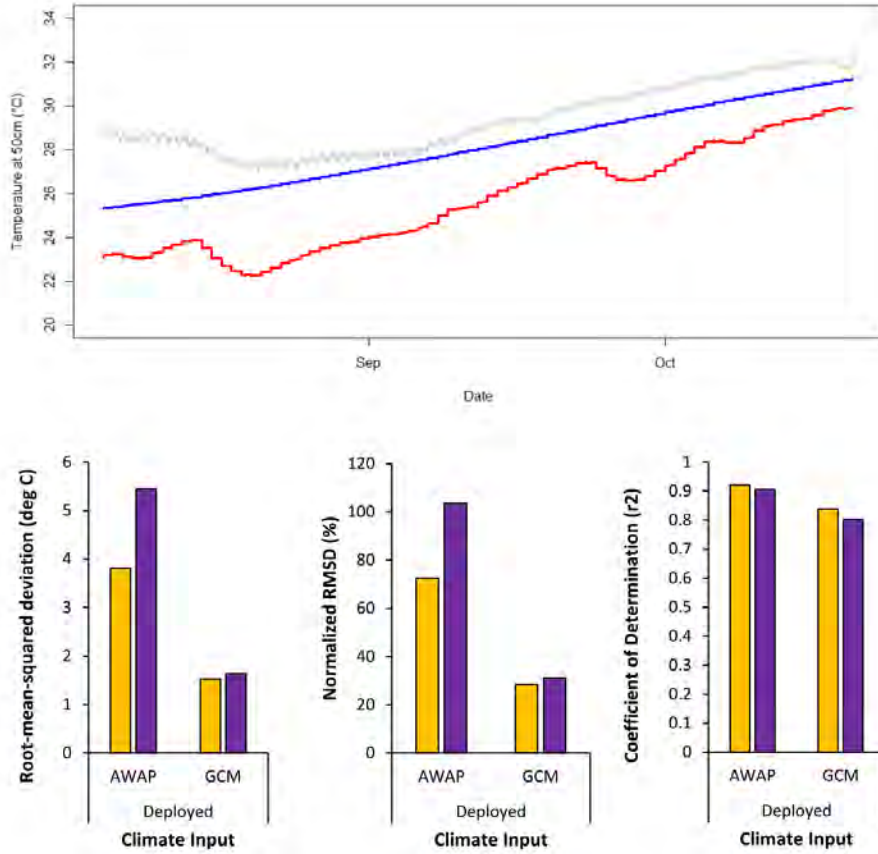 34
32
30
28
26
24
22
20
Temperature at 50cm (°C)
Sep Oct
Date
Root-mean-squared deviation (deg C)
6
5
4
3
2
1
0
AWAP GCM
Deployed
Climate Input
Normalized RMSD (%)
120
100
80
60
40
20
0
AWAP GCM
Deployed
Climate Input
Coefficient of Determination (r2)
1
0.9
0.8
0.7
0.6
0.5
0.4
0.3
0.2
0.1
0
AWAP GCM
Deployed
Climate Input